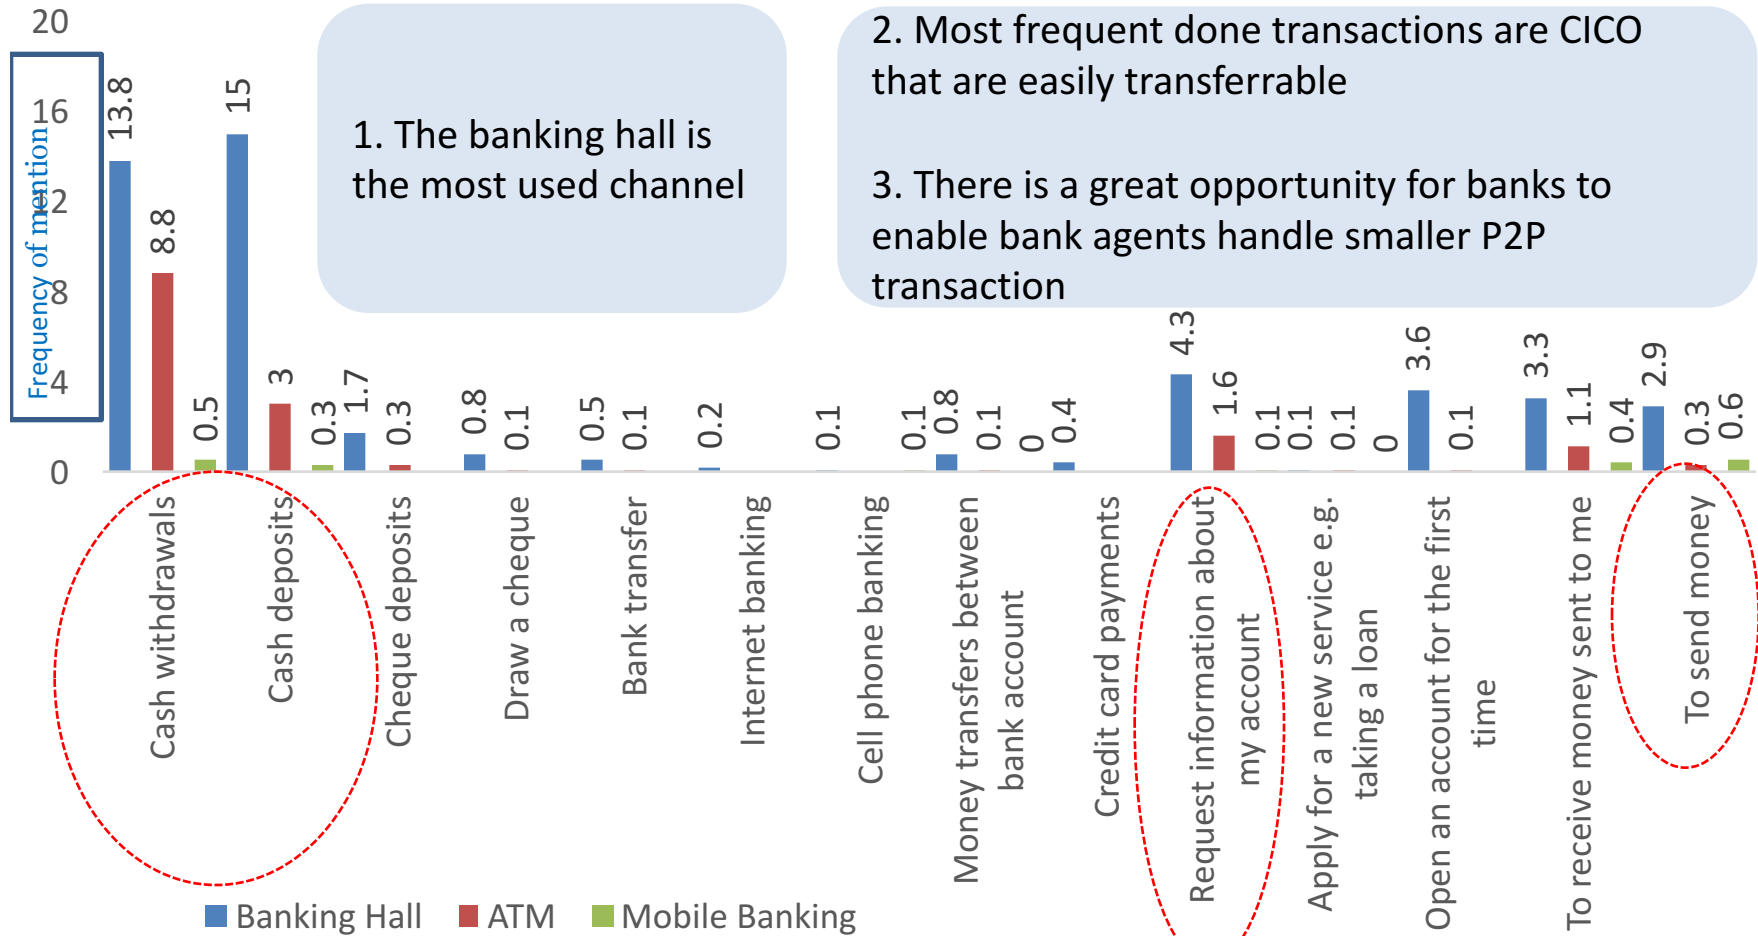 20
16
12
8
4
0
Frequency of mention
1. The banking hall is
the most used channel
2. Most frequent done transactions are CICO
that are easily transferrable
3. There is a great opportunity for banks to
enable bank agents handle smaller P2P
transaction
13.8
8.8
0.5
15
3
0.3
1.7
0.3
0.8
0.1
0.5
0.1
0.2
0.1
0.1
0.8
0.1
0
0.4
4.3
1.6
0.1
0.1
0.1
0
3.6
0.1
3.3
1.1
0.4
2.9
0.3
0.6
Cash withdrawals
Cash deposits
Cheque deposits
Draw a cheque
Bank transfer
Internet banking
Cell phone banking
Money transfers between
bank account
Credit card payments
Request information about
my account
Apply for a new service e.g.
taking a loan
Open an account for the first
time
To receive money sent to me
To send money
Banking Hall
ATM
Mobile Banking